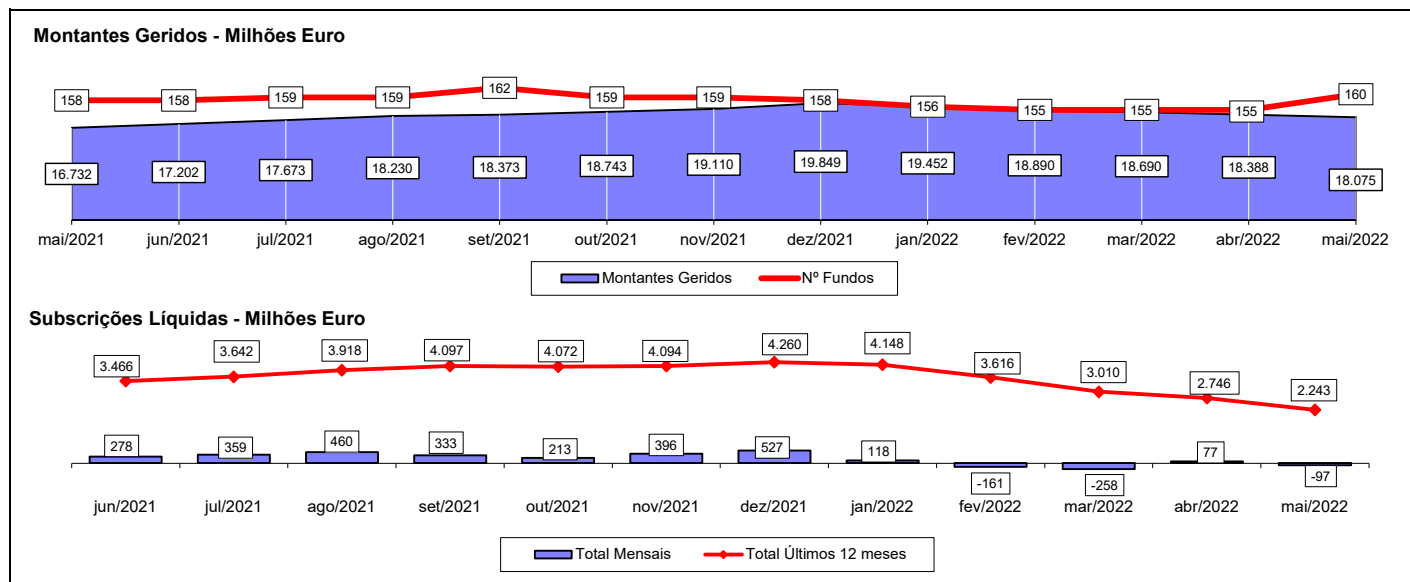 Montantes Geridos - Milhões Euro
158 158 159 159 162 159 159 158 156 155 155 155 160
16.732 17.202 17.673 18.230 18.373 18.743 19.110 19.849 19.452 18.890 18.690 18.388 18.075
mai/2021 jun/2021 jul/2021 ago/2021 set/2021 out/2021 nov/2021 dez/2021 jan/2022 fev/2022 mar/2022 abr/2022 mai/2022
Montantes Geridos Nº Fundos
Subscrições Líquidas - Milhões Euro
3.466 3.642 3.918 4.097 4.072 4.094 4.260 4.148 3.616 3.010 2.746 2.243
278 359 460 333 213 396 527 118 -161 -258 77 -97
jun/2021 jul/2021 ago/2021 set/2021 out/2021 nov/2021 dez/2021 jan/2022 fev/2022 mar/2022 abr/2022 mai/2022
Total Mensais Total Últimos 12 meses